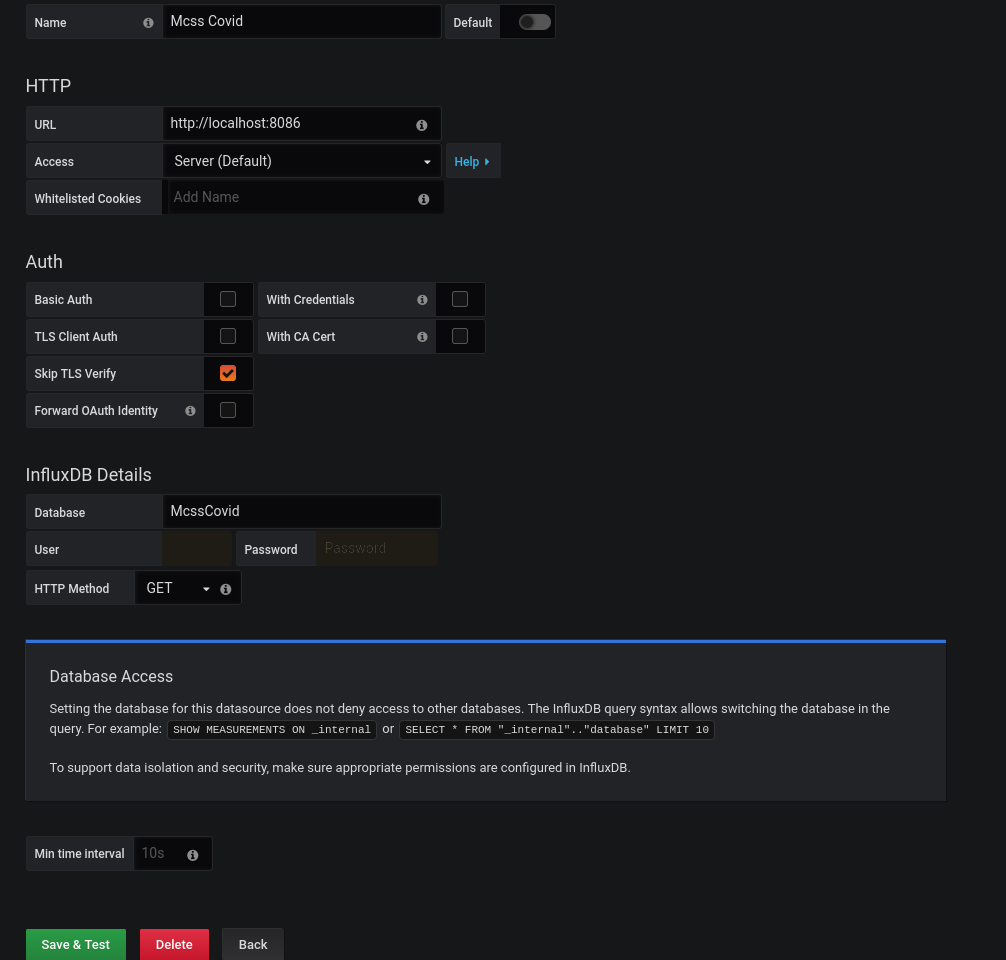 Name Mcss Covid Default
HTTP
URL http://localhost:8086
Access Server (Default) Help
Whitelisted Cookies Add Name
Auth
Basic Auth With Credentials
TLS Client Auth With CA Cert
Skip TLS Verify
Forward OAuth Identity
InfluxDB Details
Database McssCovid
User Password Password
HTTP Method GET
Database Access
Setting the database for this datasource does not deny access to other databases. The InfluxDB query syntax allows switching the database in the
query. For example: SHOW MEASUREMENTS ON _internal or SELECT * FROM "_internal".."database" LIMIT 10
To support data isolation and security, make sure appropriate permissions are configured in InfluxDB.
Min time interval 10s
Save & Test Delete Back